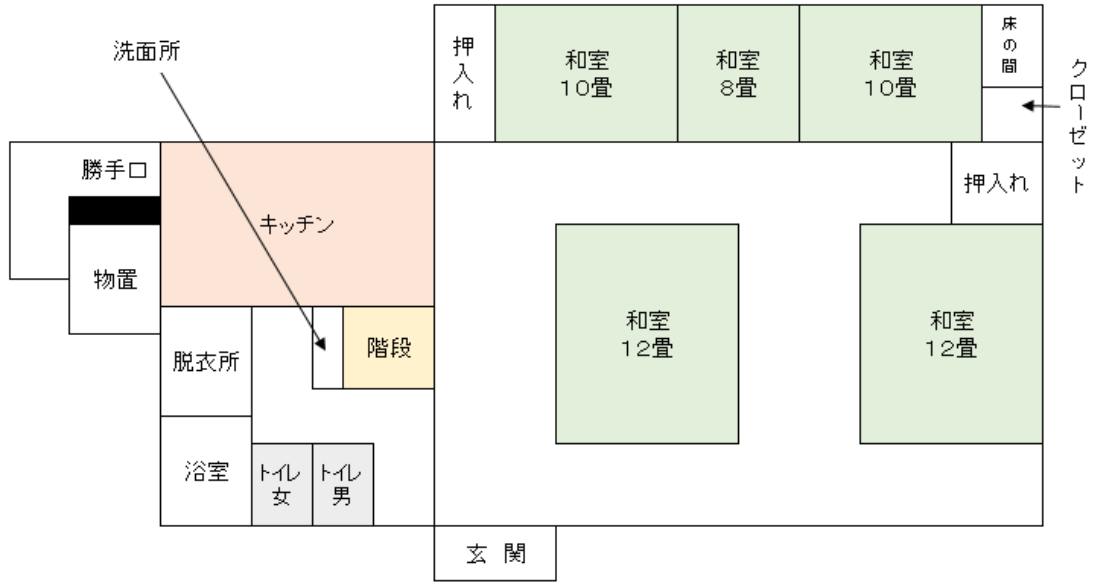 洗面所
押入れ
和室
10畳
和室
8畳
和室
10畳
床の間
クローゼット
勝手口
キッチン
押入れ
物置
和室
12畳
和室
12畳
脱衣所
階段
浴室
トイレ
女
トイレ
男
玄関